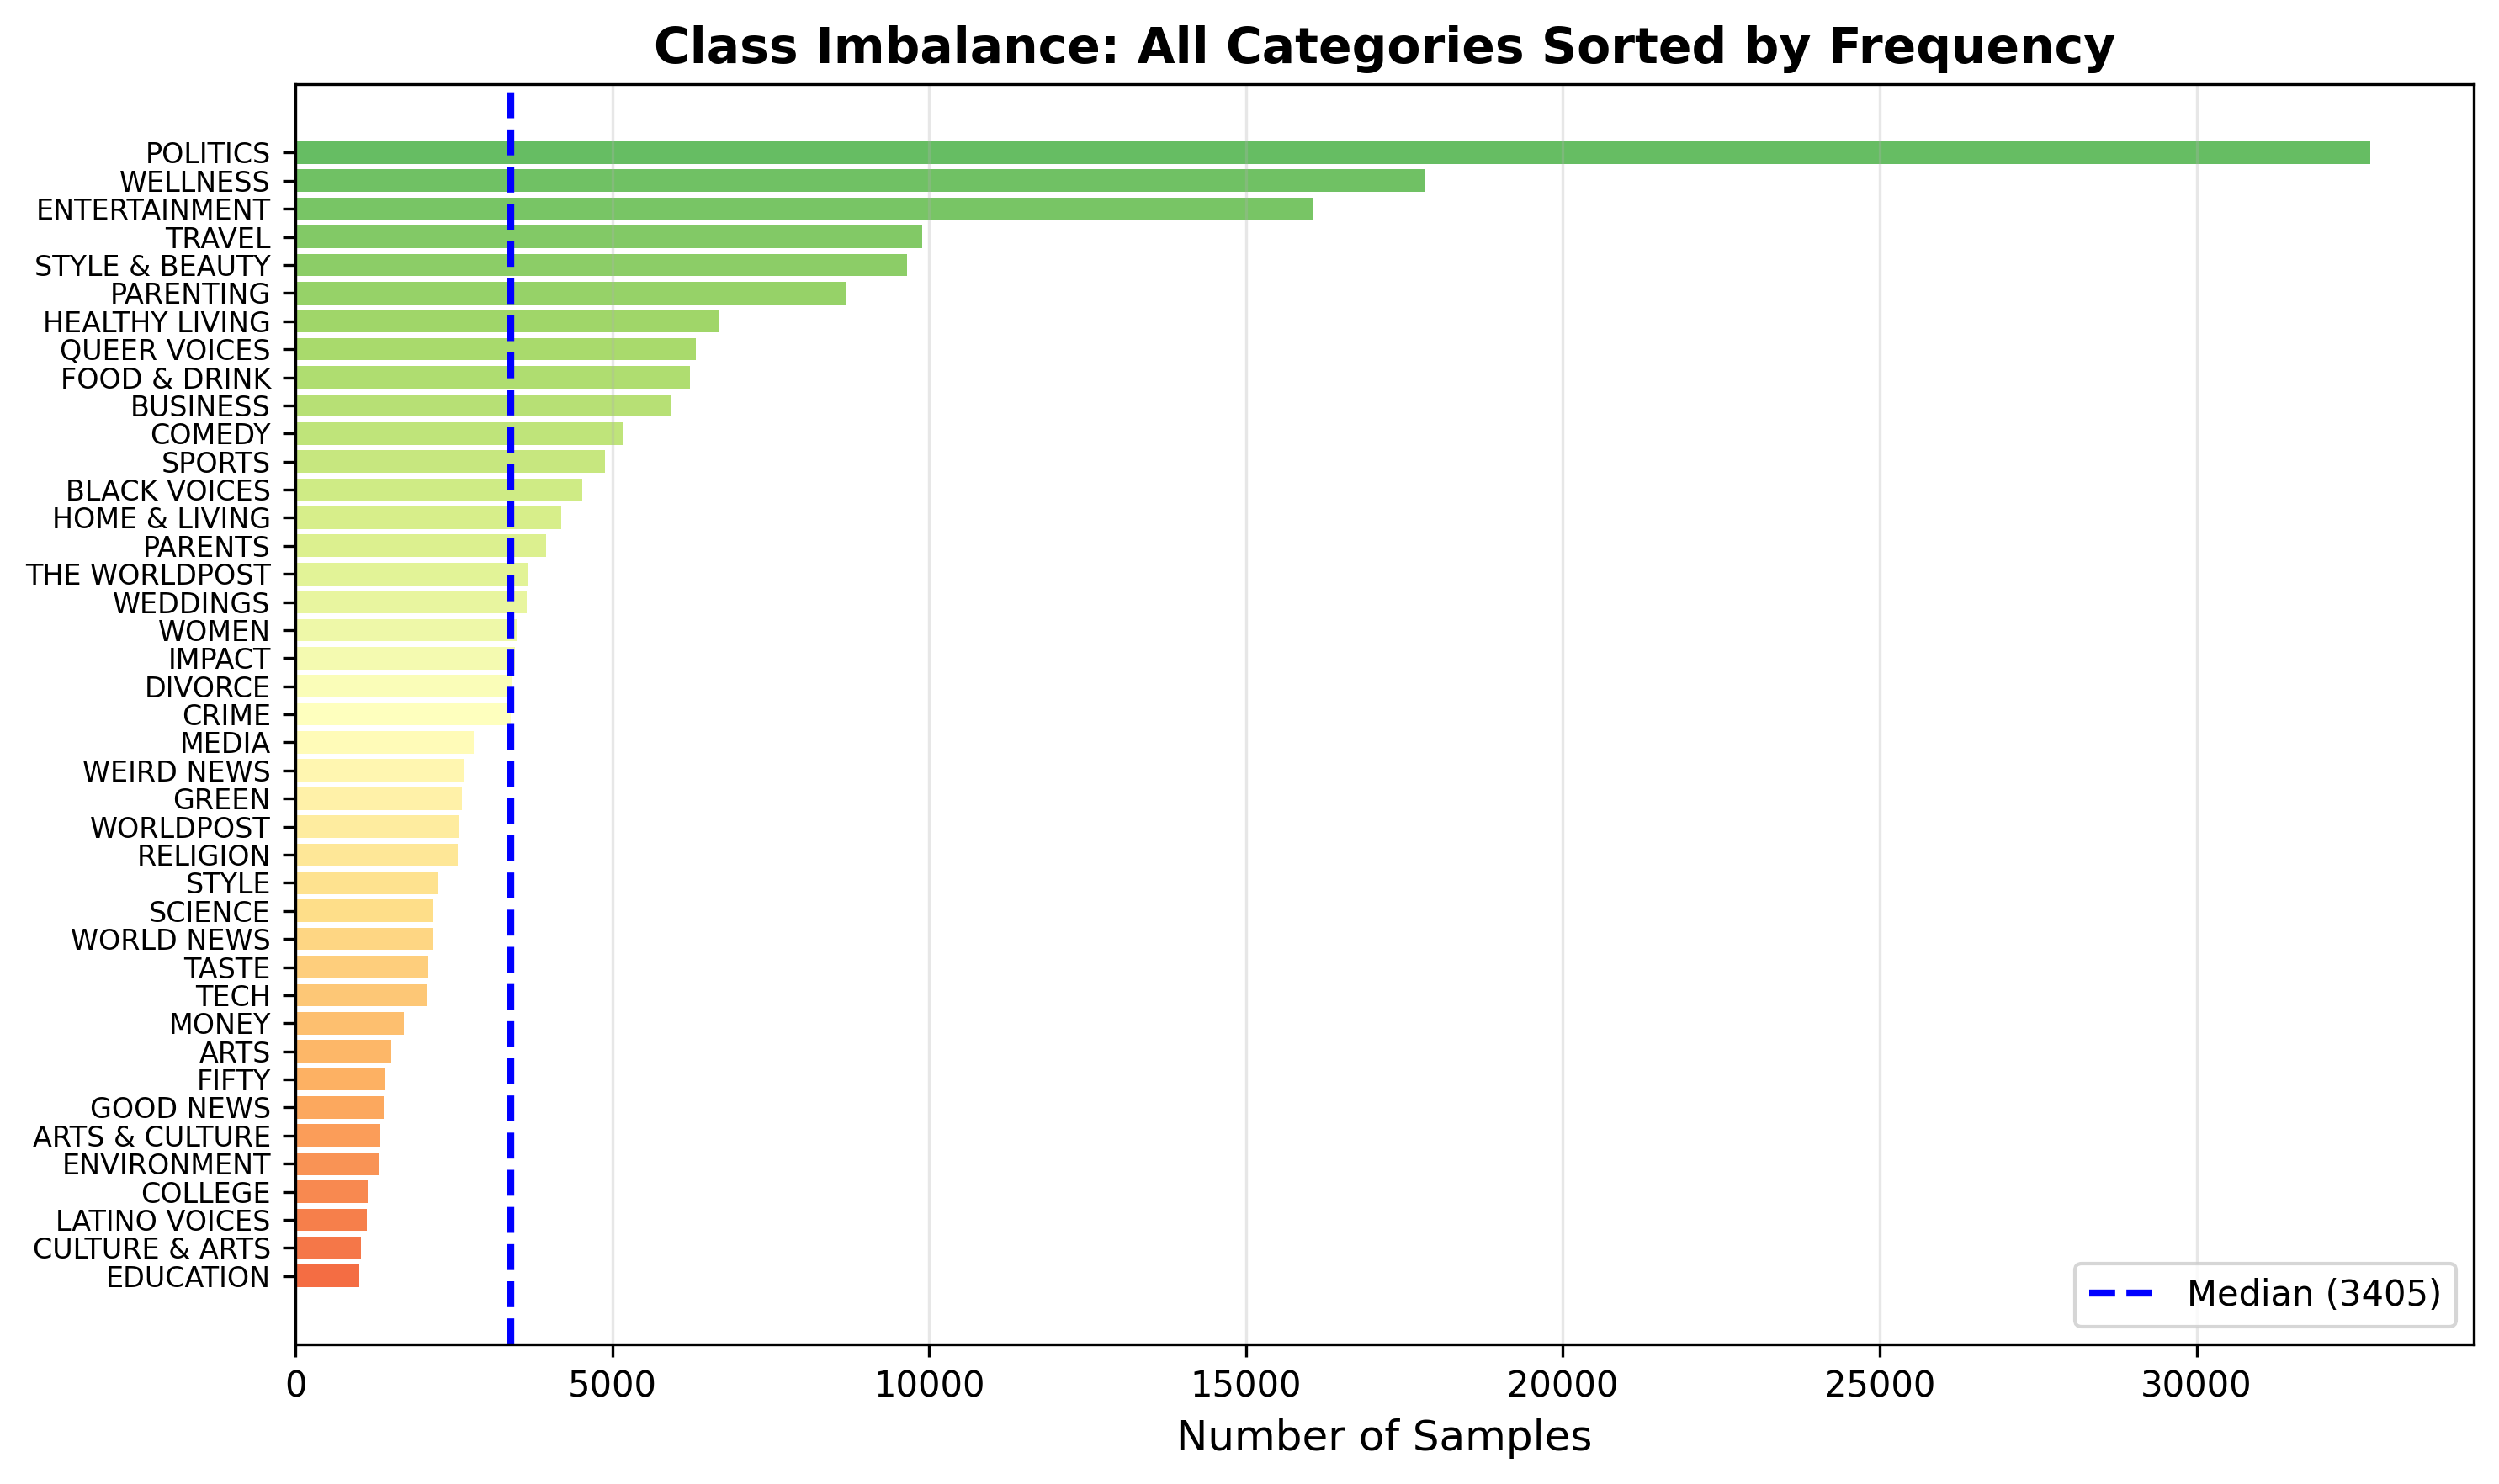 Class Imbalance: All Categories Sorted by Frequency
POLITICS
WELLNESS
ENTERTAINMENT
TRAVEL
STYLE & BEAUTY
PARENTING
HEALTHY LIVING
QUEER VOICES
FOOD & DRINK
BUSINESS
COMEDY
SPORTS
BLACK VOICES
HOME & LIVING
PARENTS
THE WORLDPOST
WEDDINGS
WOMEN
IMPACT
DIVORCE
CRIME
MEDIA
WEIRD NEWS
GREEN
WORLDPOST
RELIGION
STYLE
SCIENCE
WORLD NEWS
TASTE
TECH
MONEY
ARTS
FIFTY
GOOD NEWS
ARTS & CULTURE
ENVIRONMENT
COLLEGE
LATINO VOICES
CULTURE & ARTS
EDUCATION
Median (3405)
0 5000 10000 15000 20000 25000 30000
Number of Samples